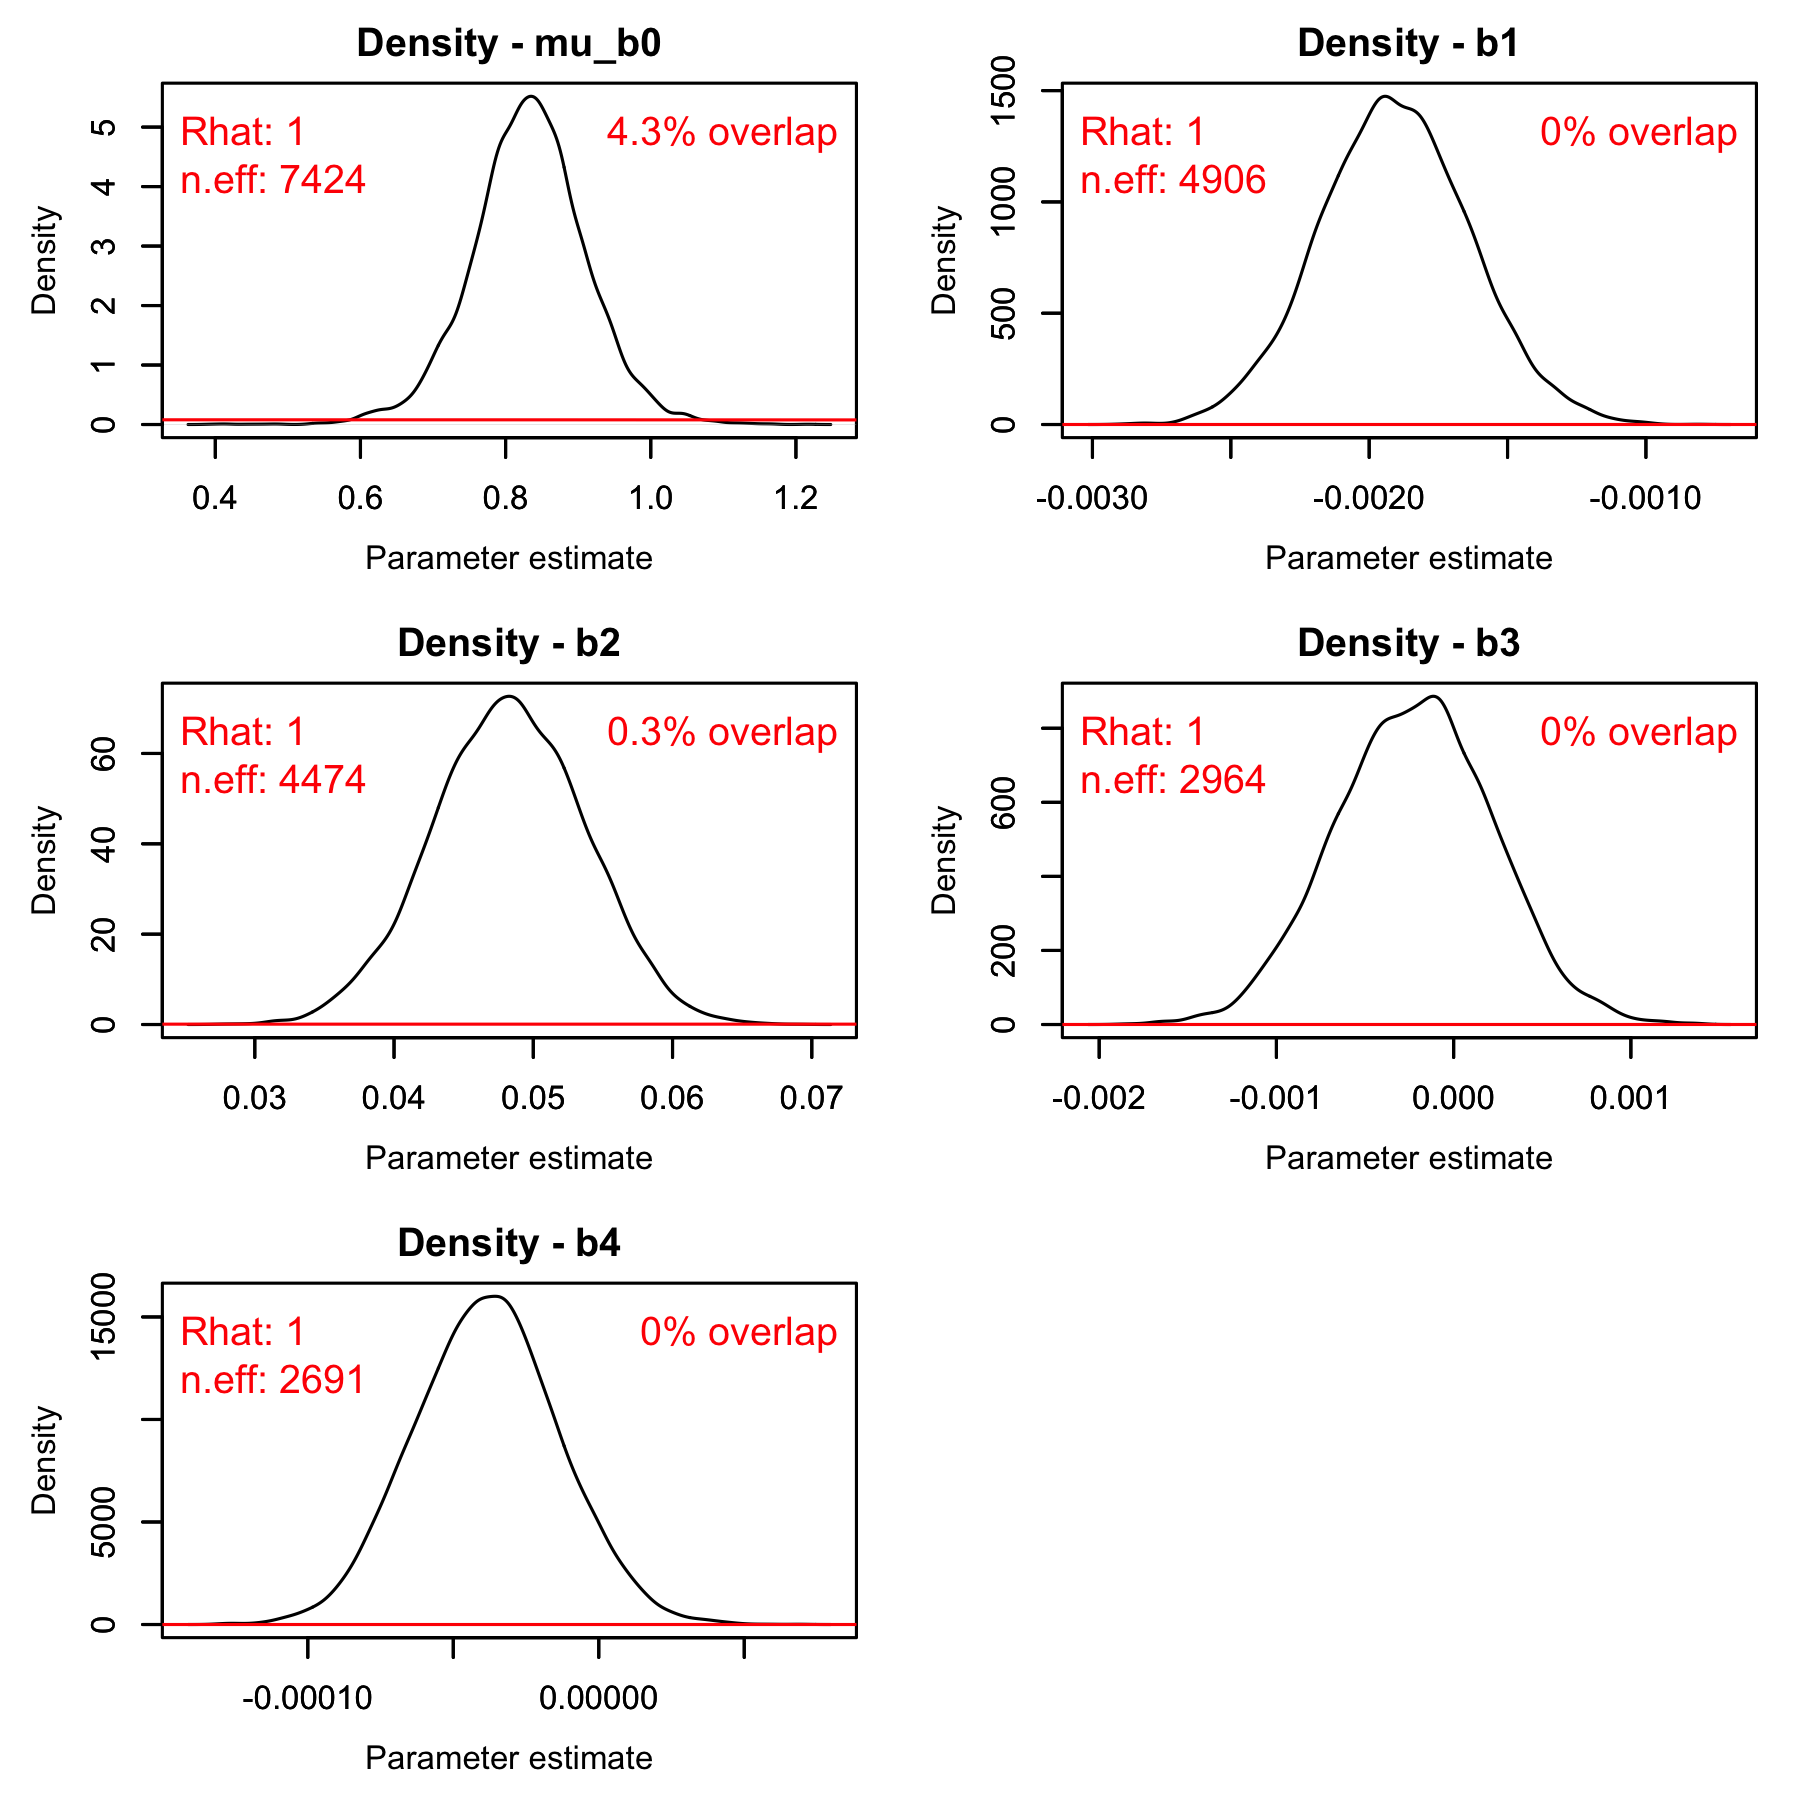 Density - mu_b0
Rhat: 1
n.eff: 7424
4.3% overlap
Density
0 1 2 3 4 5
0.4 0.6 0.8 1.0 1.2
Parameter estimate
Density - b1
Rhat: 1
n.eff: 4906
0% overlap
Density
0 500 1000 1500
-0.0030 -0.0020 -0.0010
Parameter estimate
Density - b2
Rhat: 1
n.eff: 4474
0.3% overlap
Density
0 20 40 60
0.03 0.04 0.05 0.06 0.07
Parameter estimate
Density - b3
Rhat: 1
n.eff: 2964
0% overlap
Density
0 200 600
-0.002 -0.001 0.000 0.001
Parameter estimate
Density - b4
Rhat: 1
n.eff: 2691
0% overlap
Density
0 5000 15000
-0.00010 0.00000
Parameter estimate